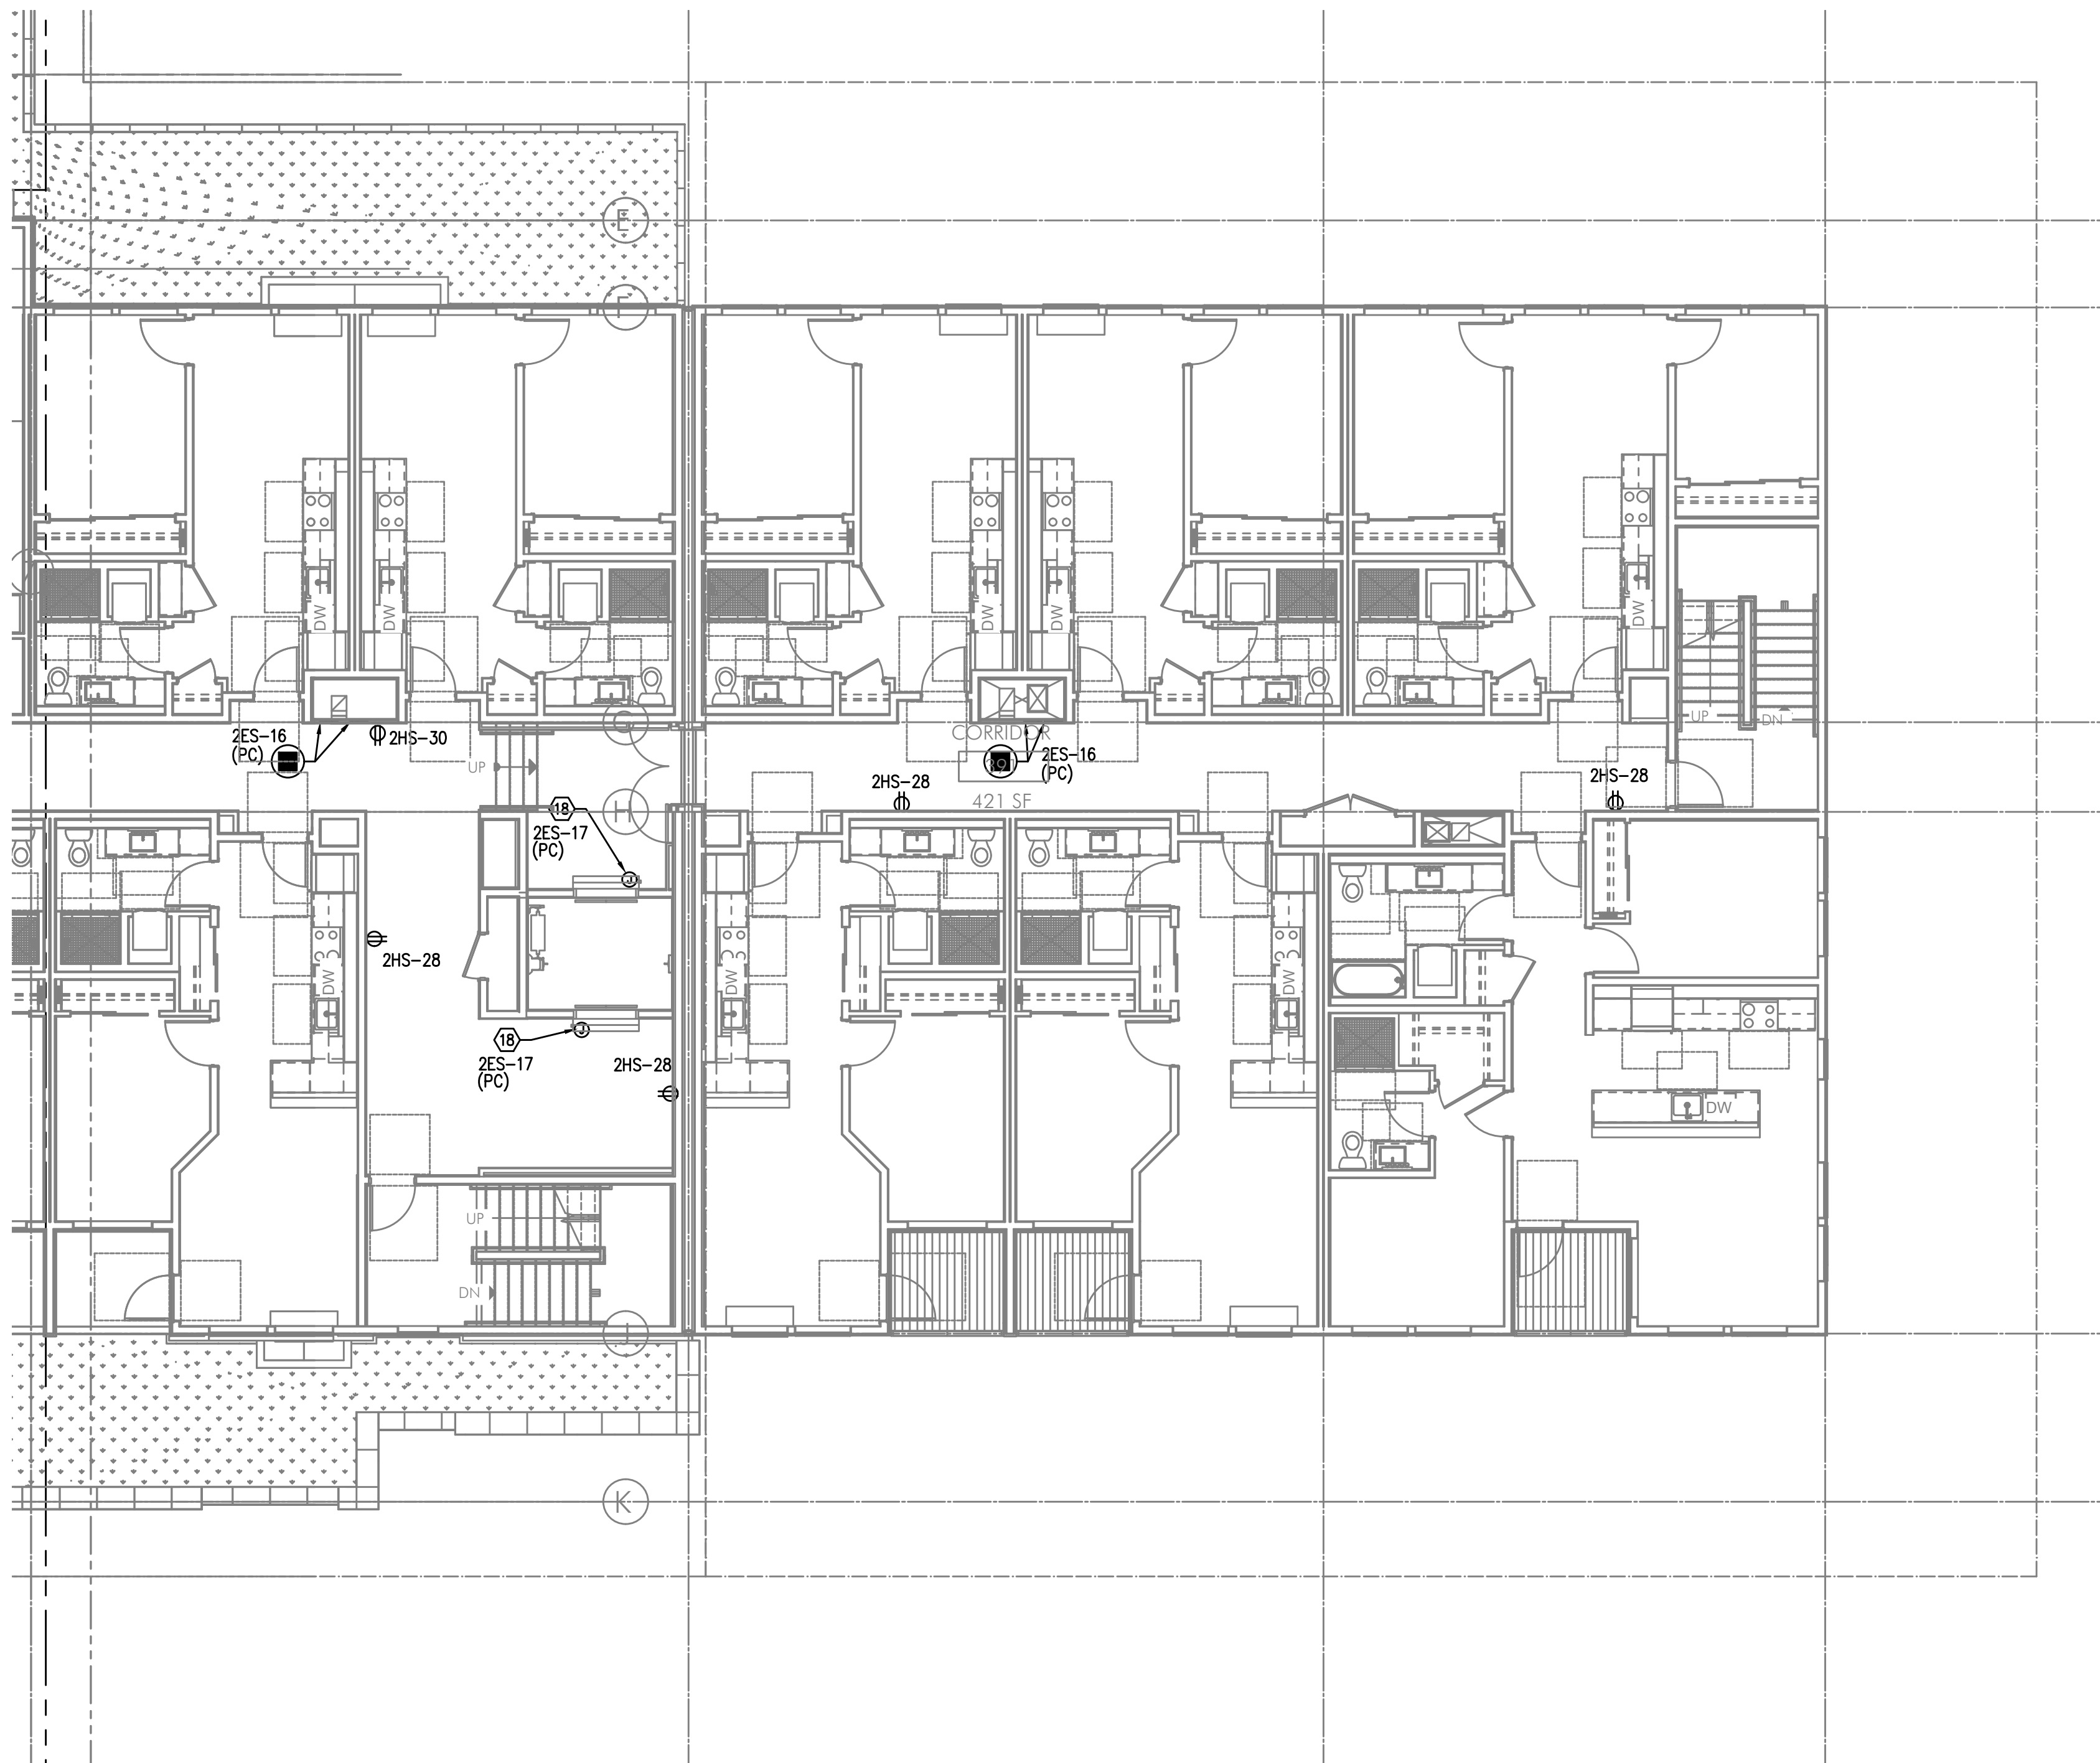 E
F
DW
DW
DW
DW
DW
2ES-16
(PC)
2HS-30
G
CORRIDOR
2ES-16
(PC)
UP
DN
UP
2HS-28
421 SF
2HS-28
18
H
2ES-17
(PC)
J
2HS-28
DW
DW
DW
J
18
2ES-17
(PC)
2HS-28
DW
UP
DN
J
K